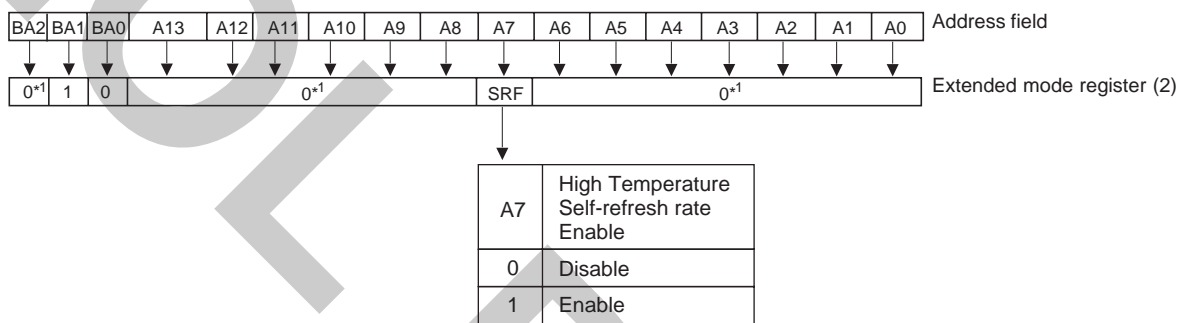 BA2 BA1 BA0 A13 A12 A11 A10 A9 A8 A7 A6 A5 A4 A3 A2 A1 A0 Address field
0*1 1 0 0*1 SRF 0*1 Extended mode register (2)
A7 High Temperature
Self-refresh rate
Enable
0 Disable
1 Enable